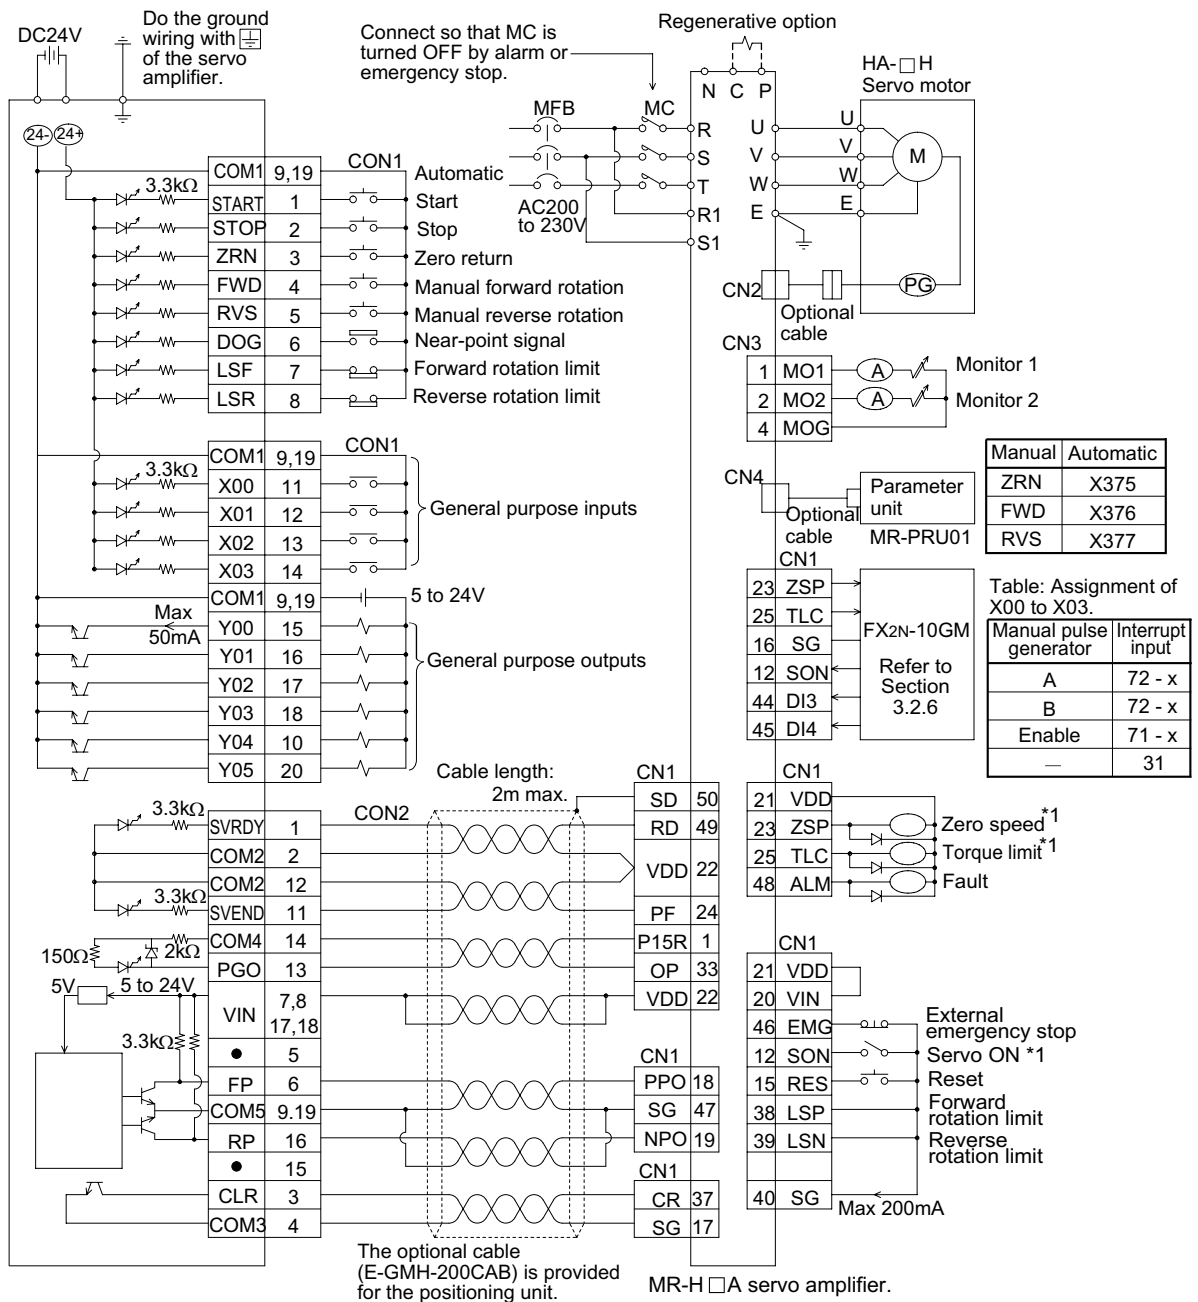 DC24V
Do the ground
wiring with
of the servo
amplifier.
Connect so that MC is
turned OFF by alarm or
emergency stop.
Regenerative option
HA-□H
Servo motor
N C P
MFB
MC
R
S
T
R1
S1
AC200
to 230V
U
V
W
E
U
V
W
E
M
PG
CN2
Optional
cable
24-
24+
CON1
COM1 9,19 Automatic
3.3kΩ
START 1 Start
STOP 2 Stop
ZRN 3 Zero return
FWD 4 Manual forward rotation
RVS 5 Manual reverse rotation
DOG 6 Near-point signal
LSF 7 Forward rotation limit
LSR 8 Reverse rotation limit
CON1
COM1 9,19
3.3kΩ
X00 11
X01 12
X02 13
X03 14
General purpose inputs
COM1 9,19 5 to 24V
Max
50mA
Y00 15
Y01 16
Y02 17
Y03 18
Y04 10
Y05 20
General purpose outputs
CN3
1 MO1 A Monitor 1
2 MO2 A Monitor 2
4 MOG
CN4
Optional
cable
Parameter
unit
MR-PRU01
Manual Automatic
ZRN X375
FWD X376
RVS X377
CN1
23 ZSP
25 TLC
16 SG
12 SON
44 DI3
45 DI4
FX2N-10GM
Refer to
Section
3.2.6
Table: Assignment of
X00 to X03.
Manual pulse
generator
Interrupt
input
A 72 - x
B 72 - x
Enable 71 - x
— 31
Cable length:
2m max.
CON2
3.3kΩ
SVRDY 1
COM2 2
COM2 12
3.3kΩ
SVEND 11
COM4 14
150Ω
2kΩ
PGO 13
5V
5 to 24V
VIN 7,8
17,18
3.3kΩ
● 5
FP 6
COM5 9.19
RP 16
● 15
CLR 3
COM3 4
CN1
SD 50
RD 49
VDD 22
PF 24
P15R 1
OP 33
VDD 22
CN1
PPO 18
SG 47
NPO 19
CN1
CR 37
SG 17
CN1
21 VDD
23 ZSP Zero speed*1
25 TLC Torque limit*1
48 ALM Fault
CN1
21 VDD
20 VIN
46 EMG External
emergency stop
12 SON Servo ON *1
15 RES Reset
38 LSP Forward
rotation limit
39 LSN Reverse
rotation limit
40 SG
Max 200mA
The optional cable
(E-GMH-200CAB) is provided
for the positioning unit.
MR-H □A servo amplifier.